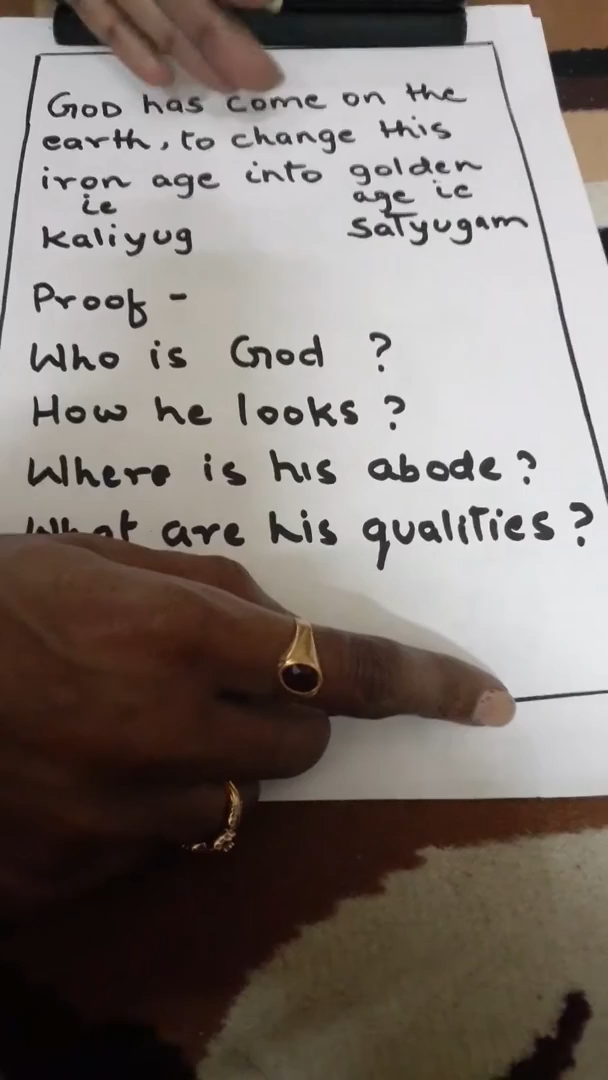 God has come on the
earth, to change this
iron age into golden
ie age ie
Kaliyug Satyugam
Proof -
Who is God ?
How he looks ?
Where is his abode ?
What are his qualities ?